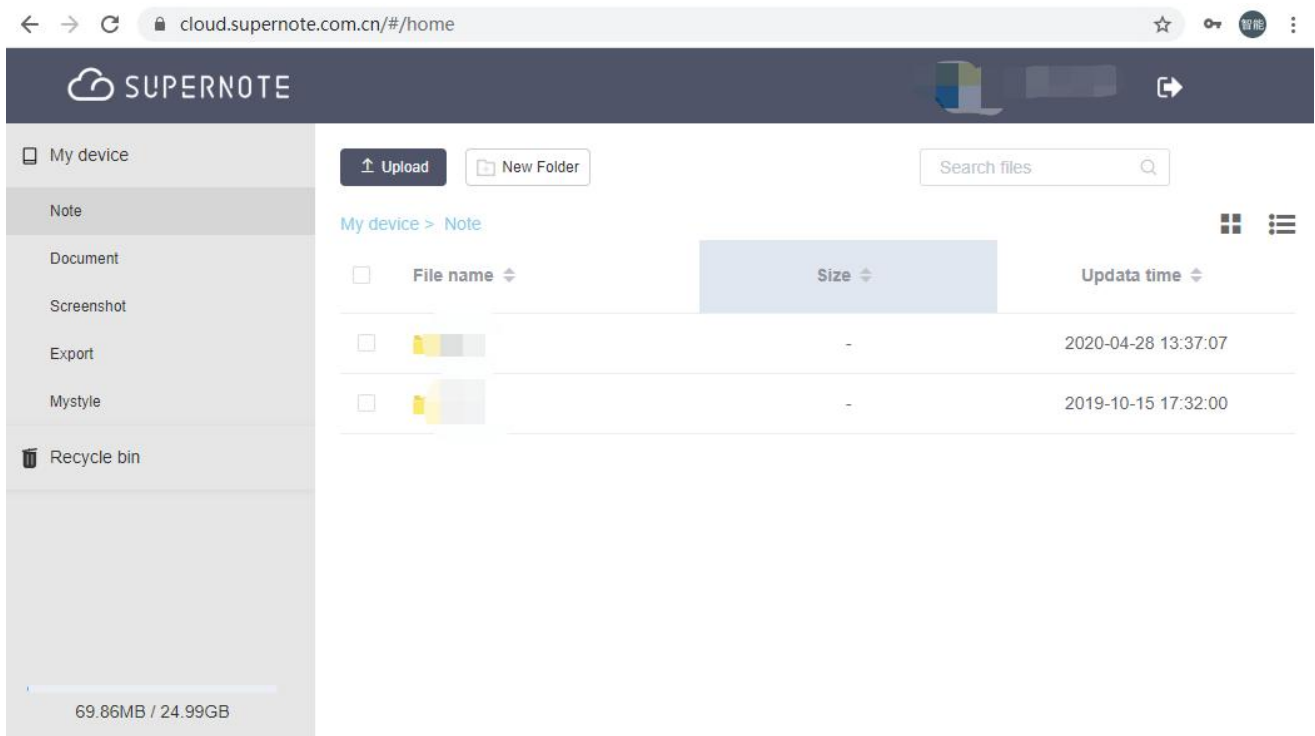 cloud.supernote.com.cn/#/home
智能
SUPERNOTE
My device
Note
Document
Screenshot
Export
Mystyle
Recycle bin
69.86MB / 24.99GB
Upload
New Folder
Search files
My device > Note
File name
Size
Updata time
-
2020-04-28 13:37:07
-
2019-10-15 17:32:00